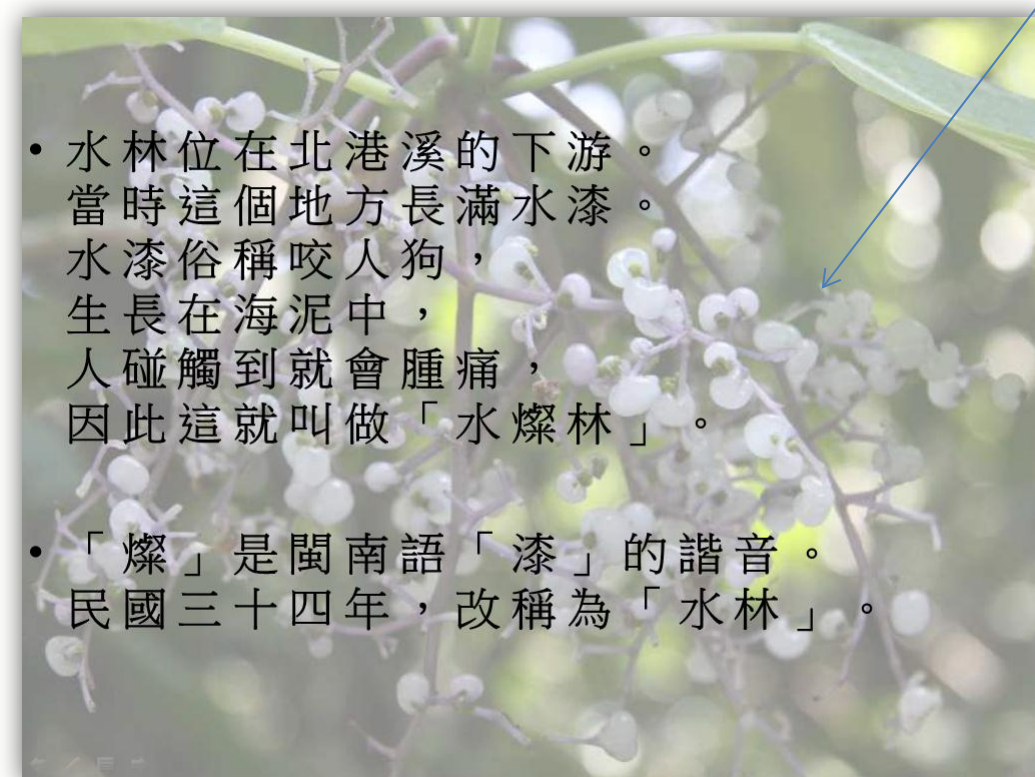 • 水林位在北港溪的下游。
當時這個地方長滿水漆。
水漆俗稱咬人狗，
生長在海泥中，
人碰觸到就會腫痛，
因此這就叫做「水燦林」。
• 「燦」是閩南語「漆」的諧音。
民國三十四年，改稱為「水林」。